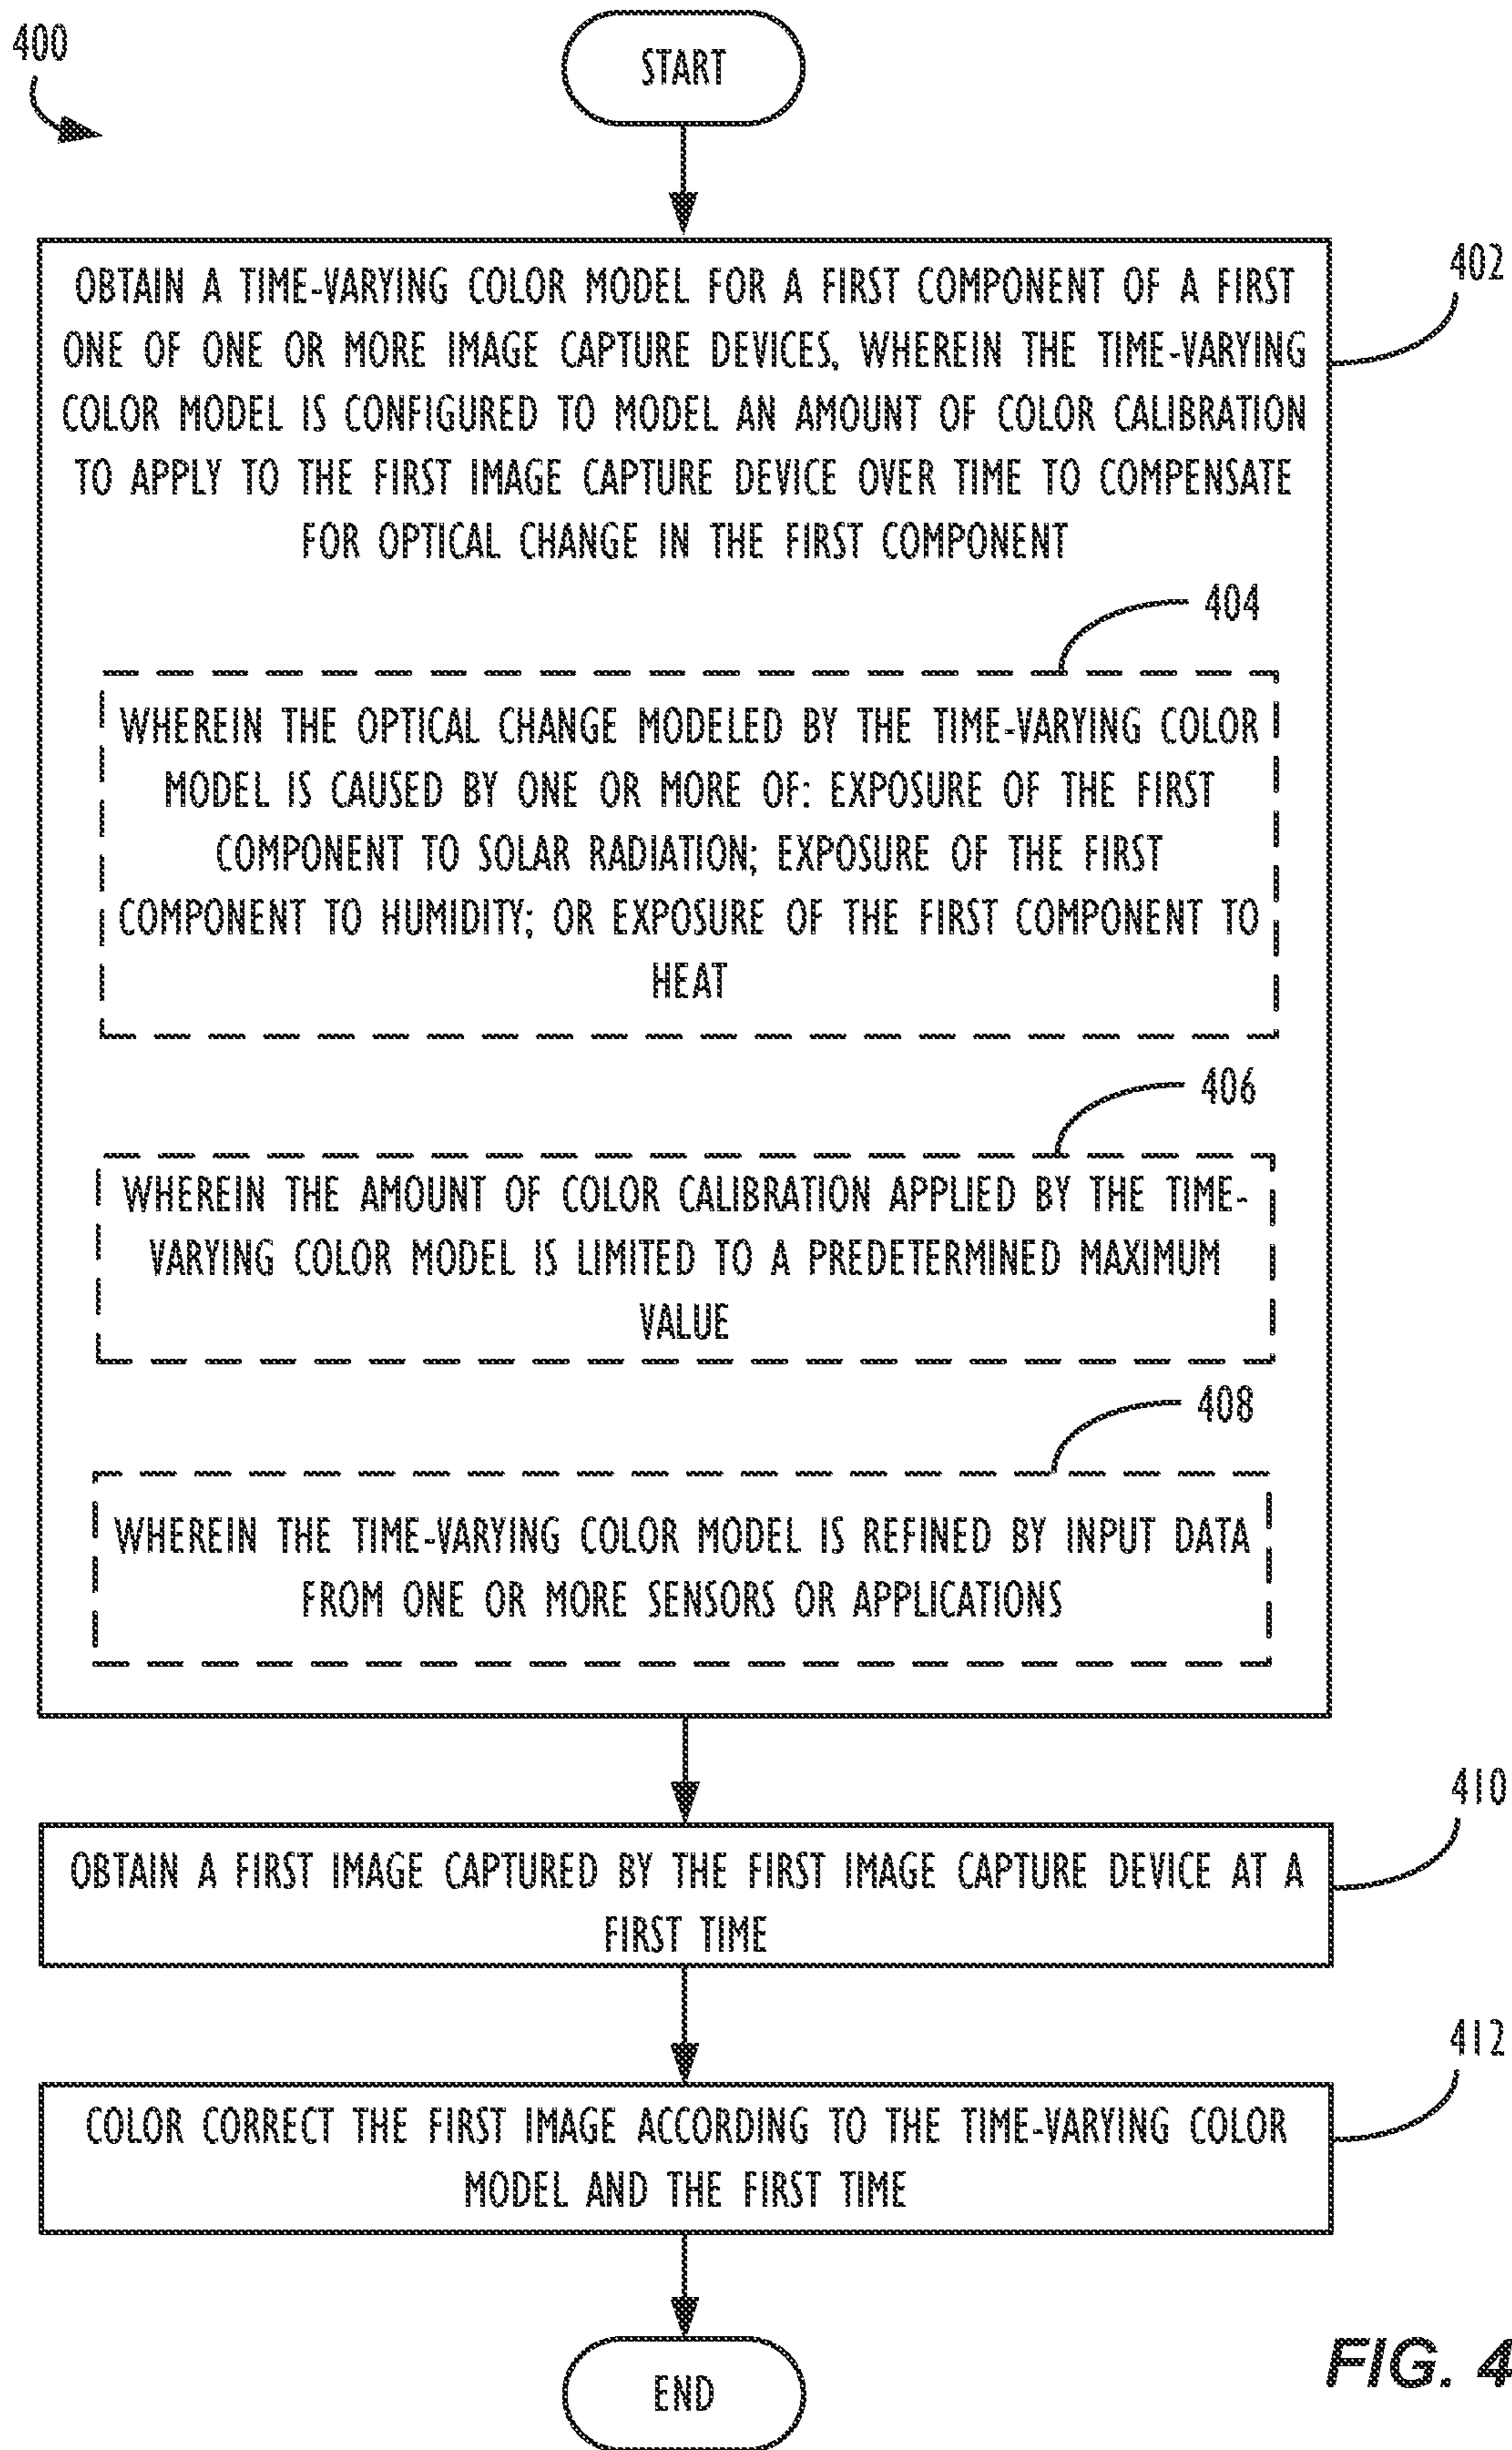 400
START
402
OBTAIN A TIME-VARYING COLOR MODEL FOR A FIRST COMPONENT OF A FIRST
ONE OF ONE OR MORE IMAGE CAPTURE DEVICES, WHEREIN THE TIME-VARYING
COLOR MODEL IS CONFIGURED TO MODEL AN AMOUNT OF COLOR CALIBRATION
TO APPLY TO THE FIRST IMAGE CAPTURE DEVICE OVER TIME TO COMPENSATE
FOR OPTICAL CHANGE IN THE FIRST COMPONENT
404
WHEREIN THE OPTICAL CHANGE MODELED BY THE TIME-VARYING COLOR
MODEL IS CAUSED BY ONE OR MORE OF: EXPOSURE OF THE FIRST
COMPONENT TO SOLAR RADIATION; EXPOSURE OF THE FIRST
COMPONENT TO HUMIDITY; OR EXPOSURE OF THE FIRST COMPONENT TO
HEAT
406
WHEREIN THE AMOUNT OF COLOR CALIBRATION APPLIED BY THE TIME-
VARYING COLOR MODEL IS LIMITED TO A PREDETERMINED MAXIMUM
VALUE
408
WHEREIN THE TIME-VARYING COLOR MODEL IS REFINED BY INPUT DATA
FROM ONE OR MORE SENSORS OR APPLICATIONS
410
OBTAIN A FIRST IMAGE CAPTURED BY THE FIRST IMAGE CAPTURE DEVICE AT A
FIRST TIME
412
COLOR CORRECT THE FIRST IMAGE ACCORDING TO THE TIME-VARYING COLOR
MODEL AND THE FIRST TIME
END
FIG. 4